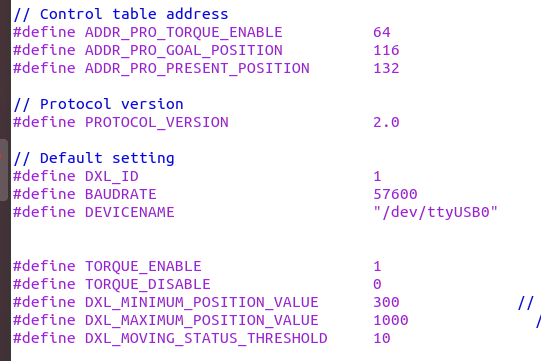 // Control table address
#define ADDR_PRO_TORQUE_ENABLE          64
#define ADDR_PRO_GOAL_POSITION          116
#define ADDR_PRO_PRESENT_POSITION       132
// Protocol version
#define PROTOCOL_VERSION                2.0
// Default setting
#define DXL_ID                          1
#define BAUDRATE                        57600
#define DEVICENAME                      "/dev/ttyUSB0"
#define TORQUE_ENABLE                   1
#define TORQUE_DISABLE                  0
#define DXL_MINIMUM_POSITION_VALUE      300             //
#define DXL_MAXIMUM_POSITION_VALUE      1000              /
#define DXL_MOVING_STATUS_THRESHOLD     10